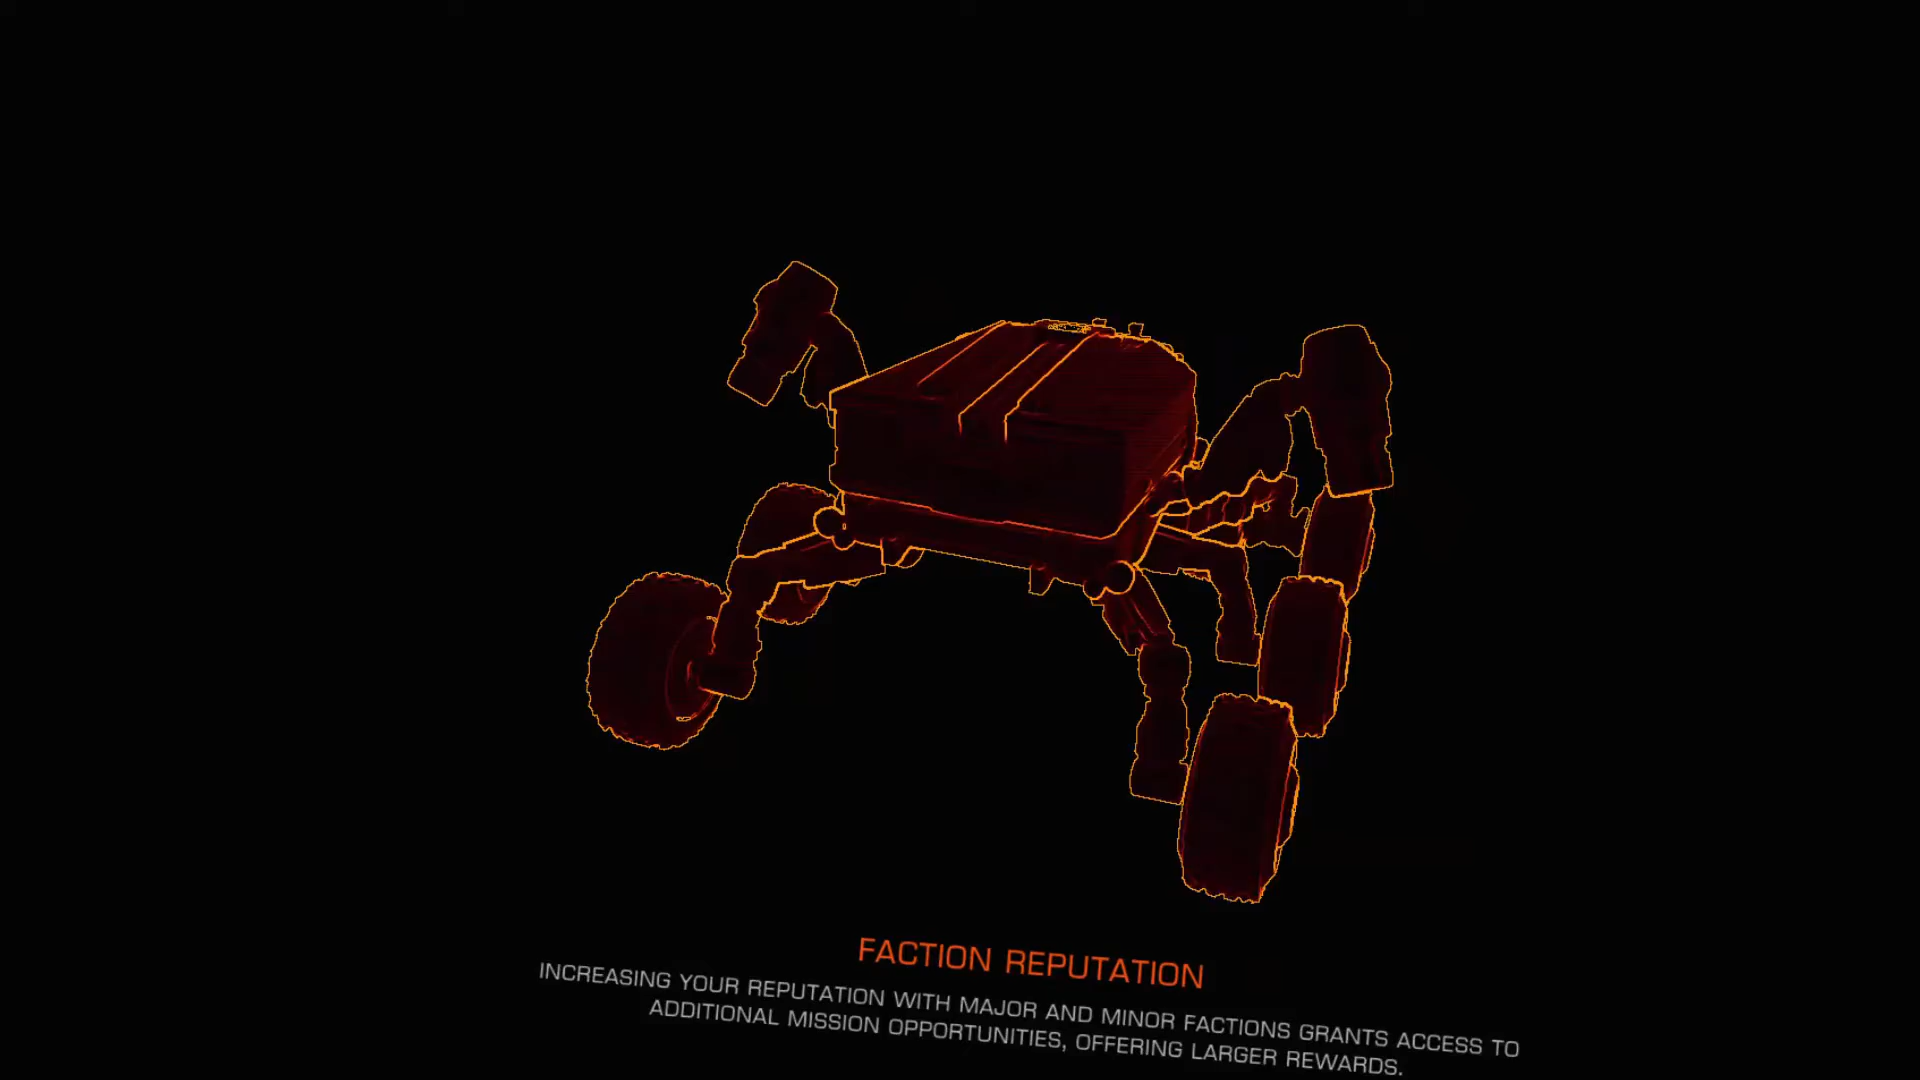 FACTION REPUTATION
INCREASING YOUR REPUTATION WITH MAJOR AND MINOR FACTIONS GRANTS ACCESS TO
ADDITIONAL MISSION OPPORTUNITIES, OFFERING LARGER REWARDS.